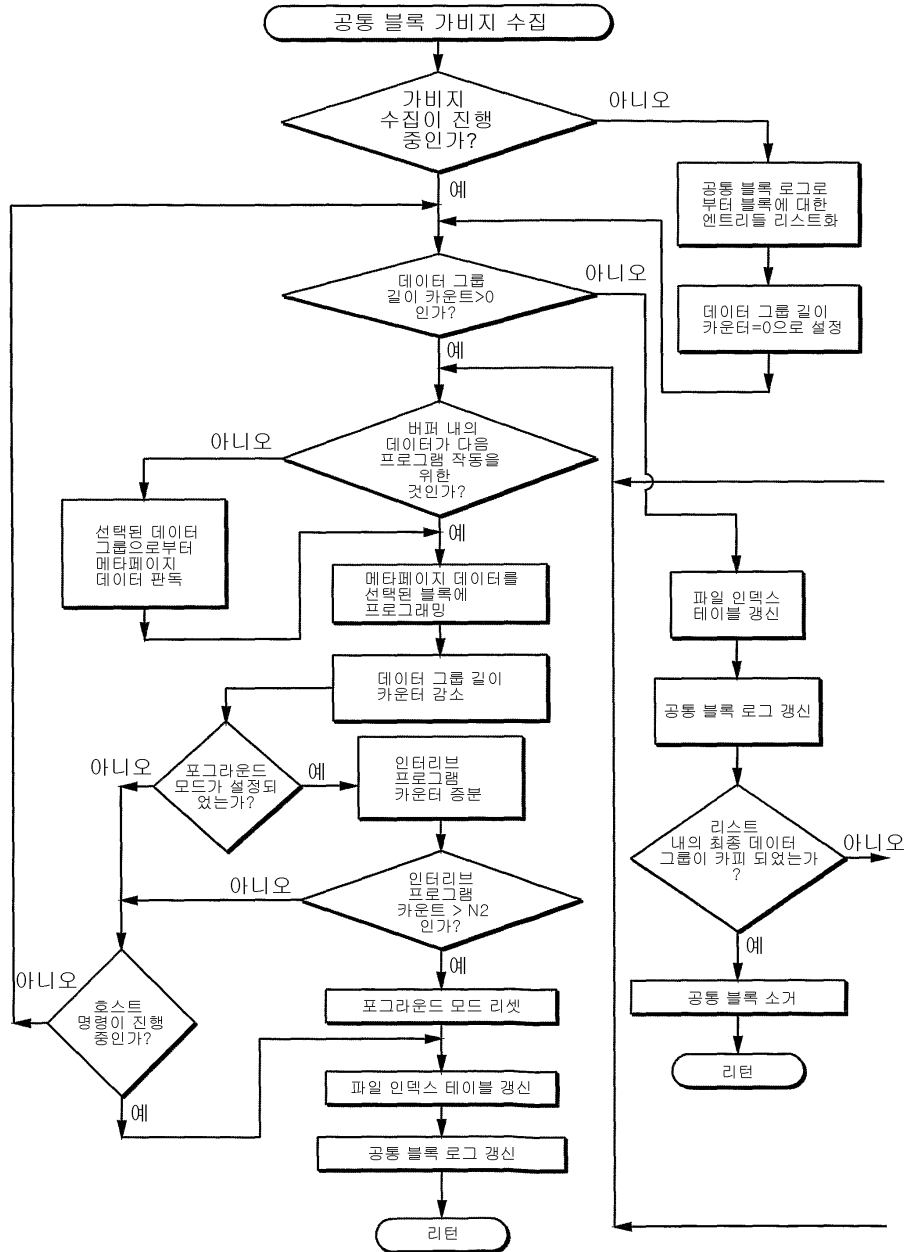 공통 블록 가비지 수집
가비지
수집이 진행
중인가?
아니오
예
공통 블록 로그로
부터 블록에 대한
엔트리들 리스트화
데이터 그룹 길이
카운터=0으로 설정
데이터 그룹
길이 카운트>0
인가?
아니오
예
버퍼 내의
데이터가 다음
프로그램 작동을
위한
것인가?
아니오
예
선택된 데이터
그룹으로부터
메타페이지
데이터 판독
메타페이지 데이터를
선택된 블록에
프로그래밍
데이터 그룹 길이
카운터 감소
포그라운드
모드가 설정되
었는가?
아니오
예
인터리브
프로그램
카운터 증분
인터리브
프로그램
카운트 > N2
인가?
아니오
예
호스트
명령이 진행
중인가?
아니오
예
포그라운드 모드 리셋
파일 인덱스 테이블 갱신
공통 블록 로그 갱신
리턴
파일 인덱스
테이블 갱신
공통 블록 로그 갱신
리스트
내의 최종 데이터
그룹이 카피 되었는가
?
아니오
예
공통 블록 소거
리턴